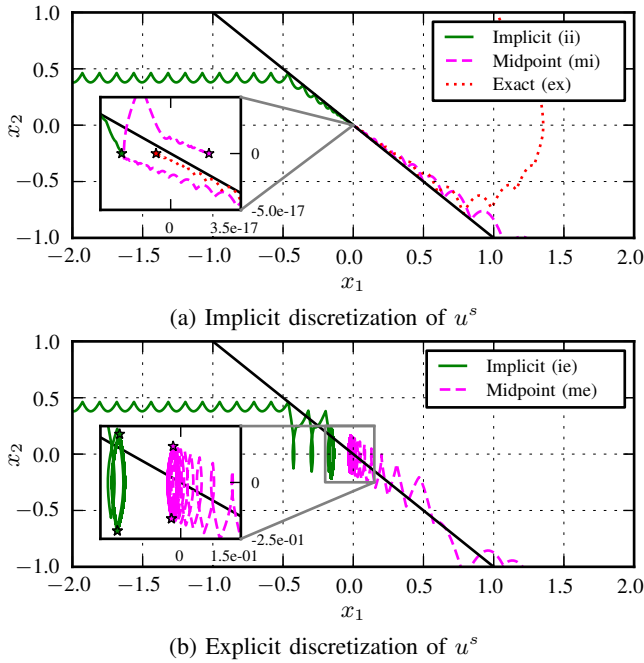 1.0
0.5
0.0
−0.5
−1.0
x₂
Implicit (ii)
Midpoint (mi)
Exact (ex)
0
-5.0e-17
0
3.5e-17
−2.0 −1.5 −1.0 −0.5 0.0 0.5 1.0 1.5 2.0
x₁
(a) Implicit discretization of uˢ
1.0
0.5
0.0
−0.5
−1.0
x₂
Implicit (ie)
Midpoint (me)
0
-2.5e-01
0
1.5e-01
−2.0 −1.5 −1.0 −0.5 0.0 0.5 1.0 1.5 2.0
x₁
(b) Explicit discretization of uˢ